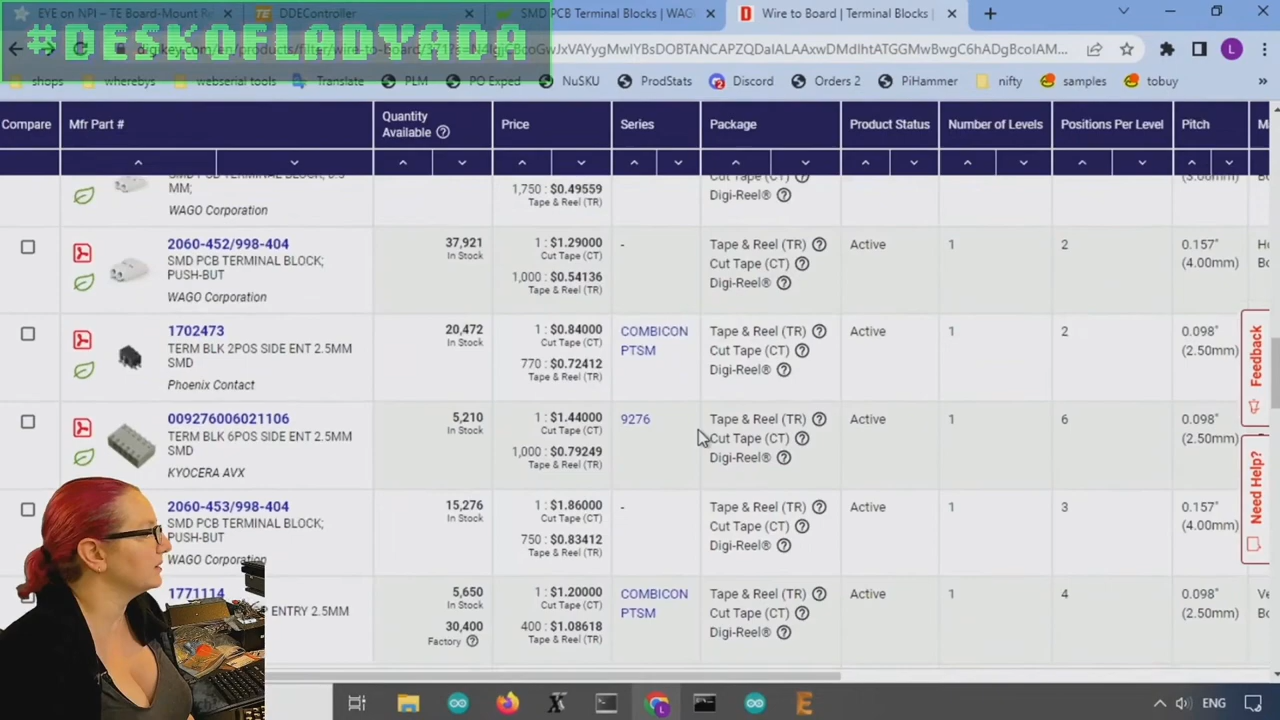 EYE on NPI – TE Board-Mount Re
DDEController
SMD PCB Terminal Blocks | WAG
Wire to Board | Terminal Blocks |
#DESKOFLADYADA
shops
wherebys
webserial tools
Translate
PLM
PO Exped
NuSKU
ProdStats
Discord
Orders 2
PiHammer
nifty
samples
tobuy
»
Compare
Mfr Part #
Quantity
Available
Price
Series
Package
Product Status
Number of Levels
Positions Per Level
Pitch
MM;
WAGO Corporation
1,750 : $0.49559
Tape & Reel (TR)
Cut Tape (CT)
Digi-Reel®
2060-452/998-404
SMD PCB TERMINAL BLOCK;
PUSH-BUT
WAGO Corporation
37,921
In Stock
1 : $1.29000
Cut Tape (CT)
1,000 : $0.54136
Tape & Reel (TR)
-
Tape & Reel (TR)
Cut Tape (CT)
Digi-Reel®
Active
1
2
0.157"
(4.00mm)
1702473
TERM BLK 2POS SIDE ENT 2.5MM
SMD
Phoenix Contact
20,472
In Stock
1 : $0.84000
Cut Tape (CT)
770 : $0.72412
Tape & Reel (TR)
COMBICON
PTSM
Tape & Reel (TR)
Cut Tape (CT)
Digi-Reel®
Active
1
2
0.098"
(2.50mm)
009276006021106
TERM BLK 6POS SIDE ENT 2.5MM
SMD
KYOCERA AVX
5,210
In Stock
1 : $1.44000
Cut Tape (CT)
1,000 : $0.79249
Tape & Reel (TR)
9276
Tape & Reel (TR)
Cut Tape (CT)
Digi-Reel®
Active
1
6
0.098"
(2.50mm)
2060-453/998-404
SMD PCB TERMINAL BLOCK;
PUSH-BUT
WAGO Corporation
15,276
In Stock
1 : $1.86000
Cut Tape (CT)
750 : $0.83412
Tape & Reel (TR)
-
Tape & Reel (TR)
Cut Tape (CT)
Digi-Reel®
Active
1
3
0.157"
(4.00mm)
1771114
P ENTRY 2.5MM
5,650
In Stock
30,400
Factory
1 : $1.20000
Cut Tape (CT)
400 : $1.08618
Tape & Reel (TR)
COMBICON
PTSM
Tape & Reel (TR)
Cut Tape (CT)
Digi-Reel®
Active
1
4
0.098"
(2.50mm)
Feedback
Need Help?
ENG